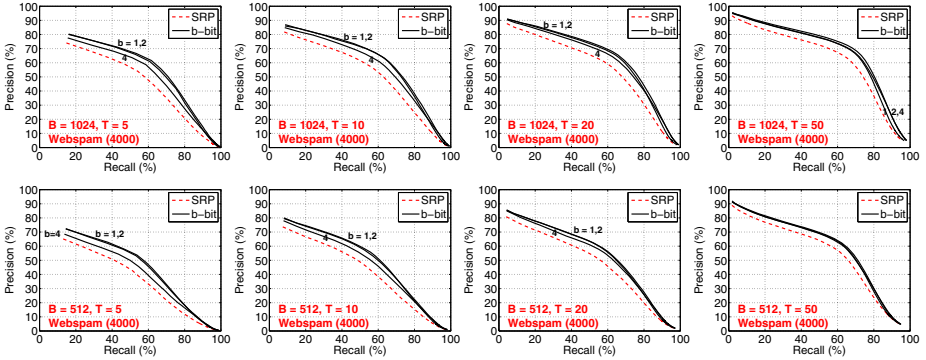 100
90
80
70
60
50
40
30
20
10
0
Precision (%)
0 20 40 60 80 100
Recall (%)
SRP
b−bit
b = 1,2
4
B = 1024, T = 5
Webspam (4000)
100
90
80
70
60
50
40
30
20
10
0
Precision (%)
0 20 40 60 80 100
Recall (%)
SRP
b−bit
b = 1,2
4
B = 1024, T = 10
Webspam (4000)
100
90
80
70
60
50
40
30
20
10
0
Precision (%)
0 20 40 60 80 100
Recall (%)
SRP
b−bit
b = 1,2
4
B = 1024, T = 20
Webspam (4000)
100
90
80
70
60
50
40
30
20
10
0
Precision (%)
0 20 40 60 80 100
Recall (%)
SRP
b−bit
2,4
B = 1024, T = 50
Webspam (4000)
100
90
80
70
60
50
40
30
20
10
0
Precision (%)
0 20 40 60 80 100
Recall (%)
SRP
b−bit
b=4
b = 1,2
B = 512, T = 5
Webspam (4000)
100
90
80
70
60
50
40
30
20
10
0
Precision (%)
0 20 40 60 80 100
Recall (%)
SRP
b−bit
b = 1,2
4
B = 512, T = 10
Webspam (4000)
100
90
80
70
60
50
40
30
20
10
0
Precision (%)
0 20 40 60 80 100
Recall (%)
SRP
b−bit
b = 1,2
4
B = 512, T = 20
Webspam (4000)
100
90
80
70
60
50
40
30
20
10
0
Precision (%)
0 20 40 60 80 100
Recall (%)
SRP
b−bit
B = 512, T = 50
Webspam (4000)